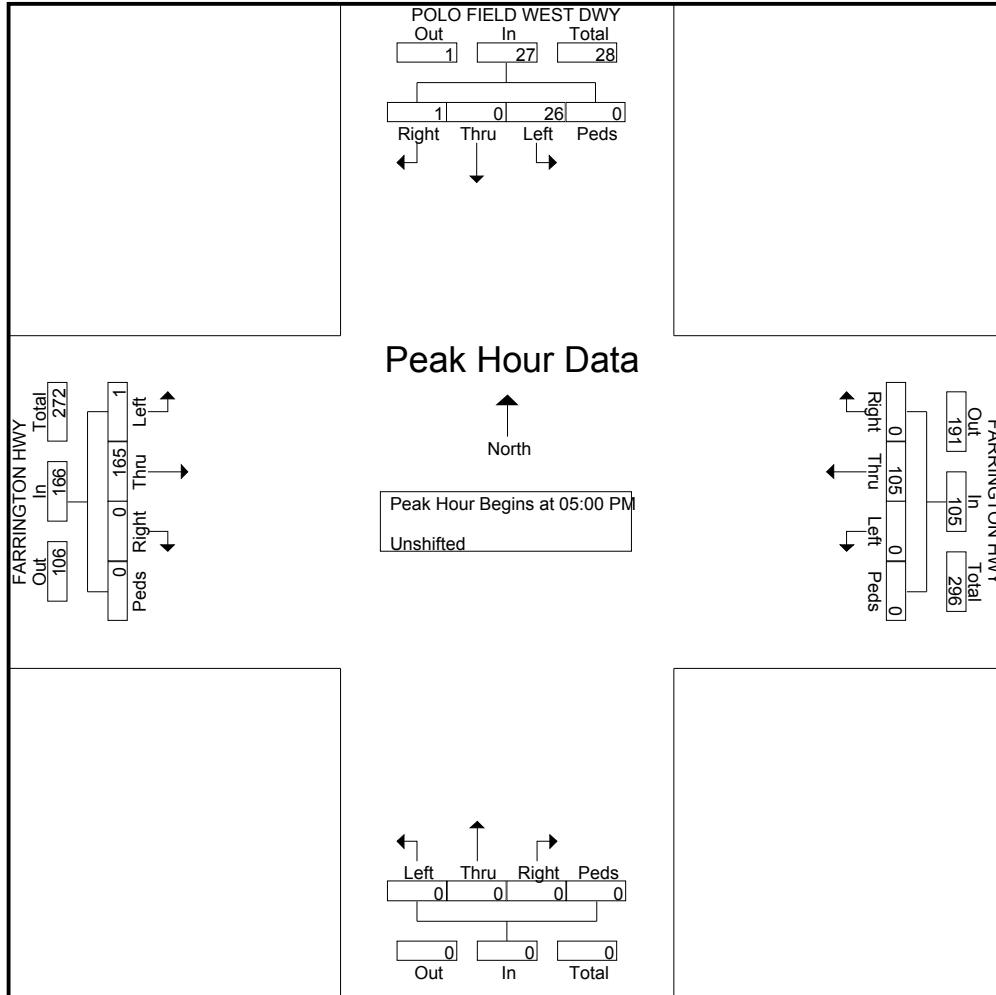 POLO FIELD WEST DWY
Out In Total
1 27 28
1 0 26 0
Right Thru Left Peds
Peak Hour Data
North
Peak Hour Begins at 05:00 PM
Unshifted
FARRINGTON HWY
Total In Out
272 166 106
1 165 0 0
Left Thru Right Peds
FARRINGTON HWY
Out In Total
191 105 296
0 105 0 0
Right Thru Left Peds
Left Thru Right Peds
0 0 0 0
0 0 0
Out In Total